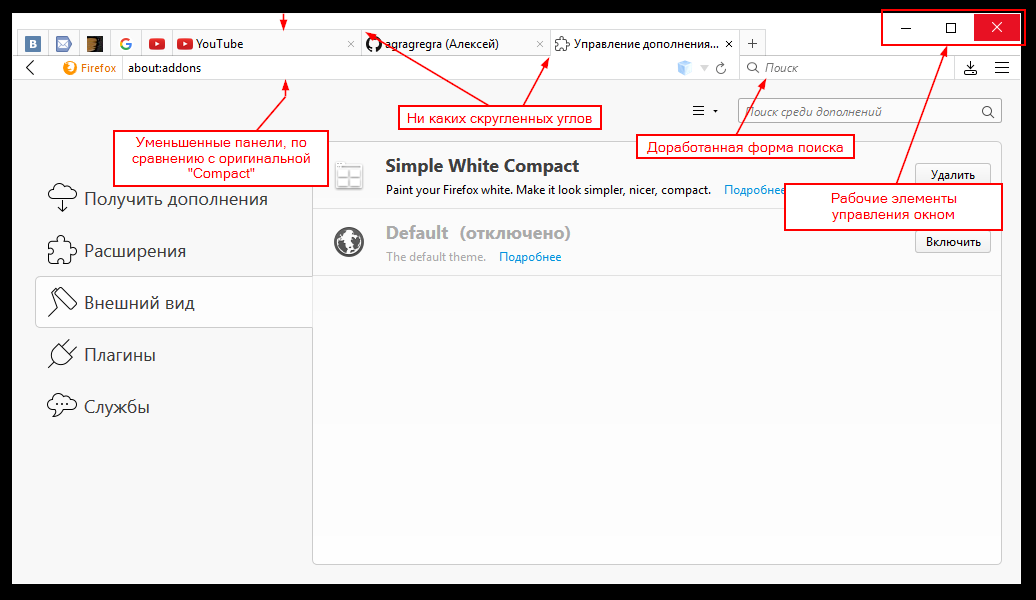 B
G
YouTube
agragregra (Алексей)
Управление дополнения...
Firefox
about:addons
Поиск
Ни каких скругленных углов
Поиск среди дополнений
Уменьшенные панели, по
сравнению с оригинальной
"Compact"
Доработанная форма поиска
Simple White Compact
Paint your Firefox white. Make it look simpler, nicer, compact. Подробнее
Удалить
Рабочие элементы
управления окном
Получить дополнения
Default (отключено)
The default theme. Подробнее
Включить
Расширения
Внешний вид
Плагины
Службы